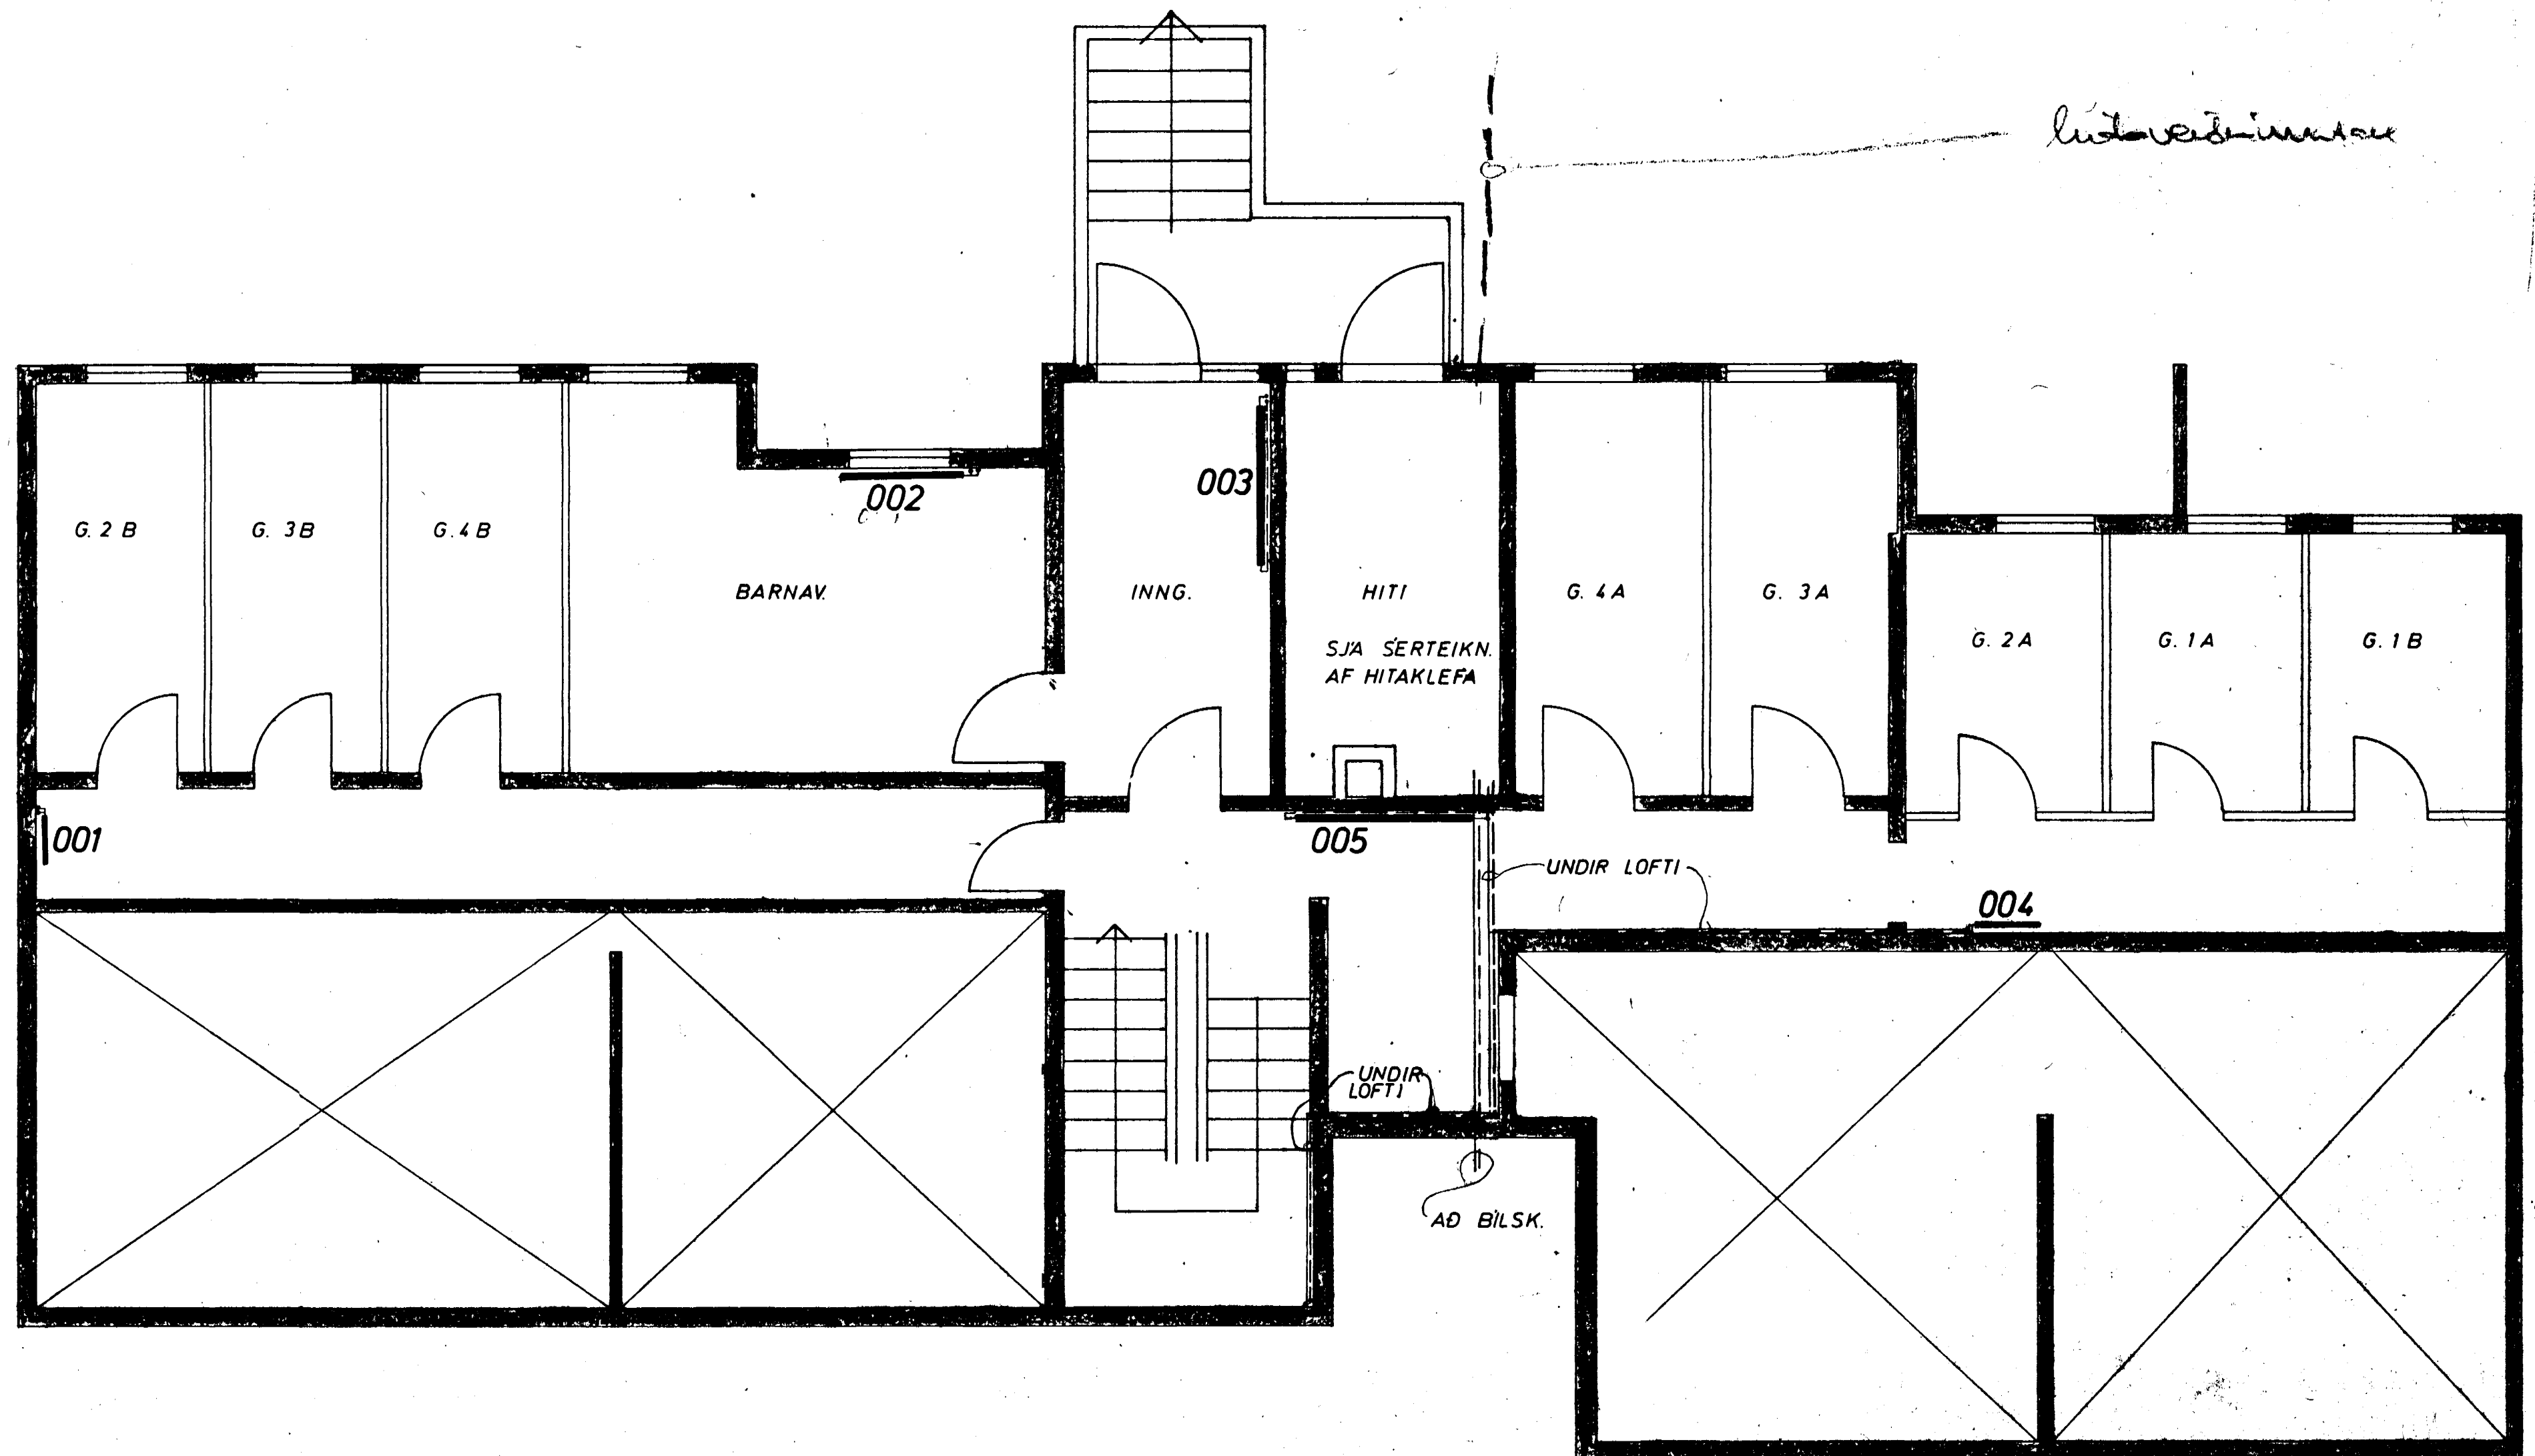 002
003
G. 2 B
G. 3B
G. 4 B
BARNAV.
INNG.
HITI
SJÁ SÉRTEIKN.
AF HITAKLEFA
G. 4A
G. 3A
G. 2A
G. 1A
G. 1B
001
005
UNDIR LOFTI
004
UNDIR
LOFTI
AÐ BÍLSK.